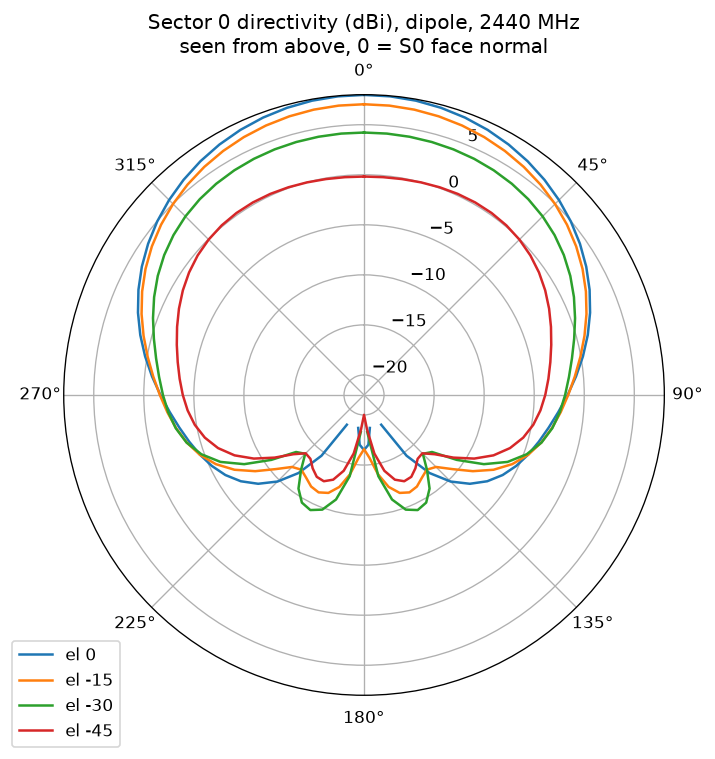 Sector 0 directivity (dBi), dipole, 2440 MHz
seen from above, 0 = S0 face normal
0°
315°
45°
5
0
−5
−10
−15
−20
270°
90°
225°
135°
180°
el 0
el -15
el -30
el -45